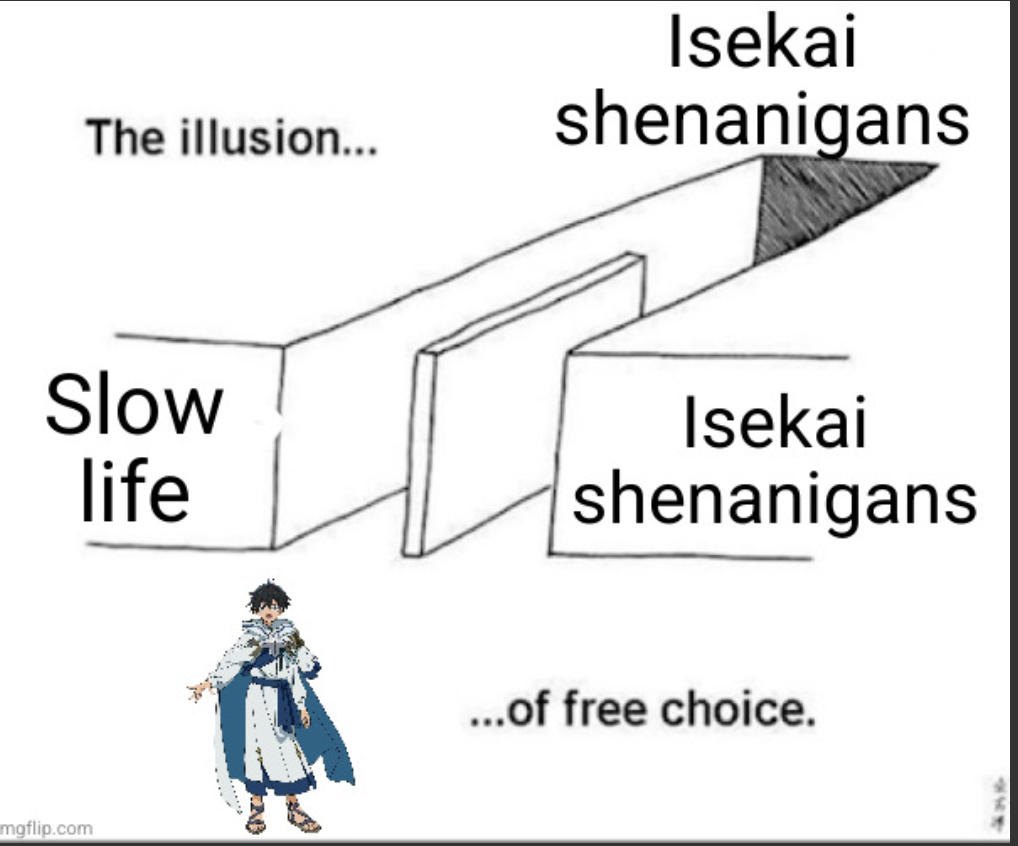 Isekai
shenanigans
The illusion...
Slow
life
Isekai
shenanigans
...of free choice.
mgflip.com